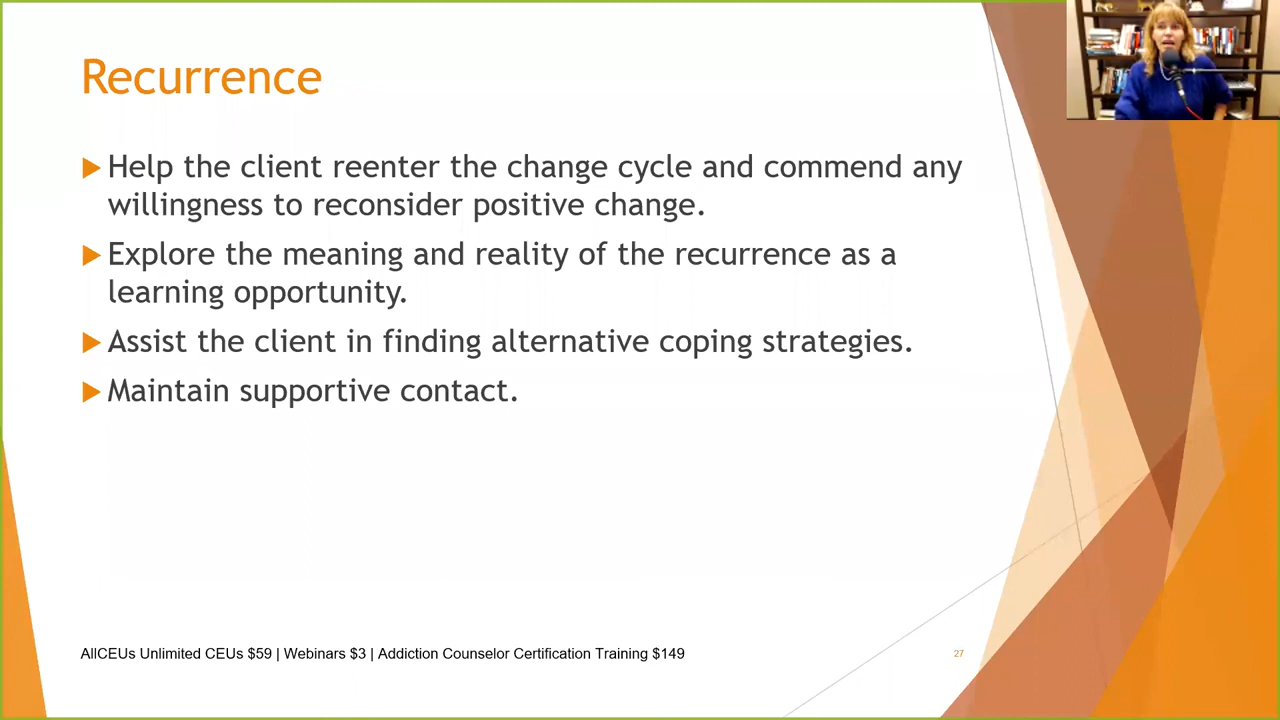 Recurrence
Help the client reenter the change cycle and commend any
willingness to reconsider positive change.
Explore the meaning and reality of the recurrence as a
learning opportunity.
Assist the client in finding alternative coping strategies.
Maintain supportive contact.
AllCEUs Unlimited CEUs $59 | Webinars $3 | Addiction Counselor Certification Training $149
27